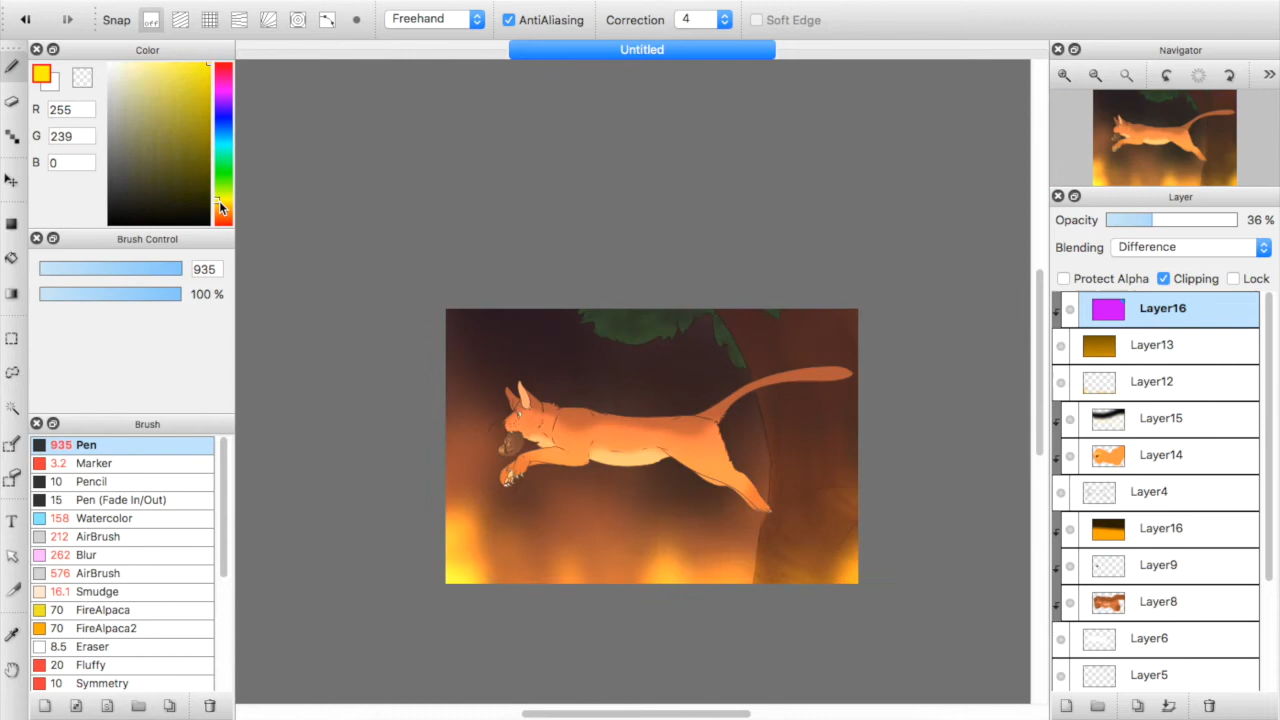 Snap off Freehand AntiAliasing Correction 4 Soft Edge
Color
Untitled
Navigator
R 255
G 239
B 0
Layer
Opacity 36 %
Blending Difference
Protect Alpha Clipping Lock
Brush Control
935
100 %
Layer16
Layer13
Layer12
Layer15
Layer14
Layer4
Layer16
Layer9
Layer8
Layer6
Layer5
Brush
935 Pen
3.2 Marker
10 Pencil
15 Pen (Fade In/Out)
158 Watercolor
212 AirBrush
262 Blur
576 AirBrush
16.1 Smudge
70 FireAlpaca
70 FireAlpaca2
8.5 Eraser
20 Fluffy
10 Symmetry